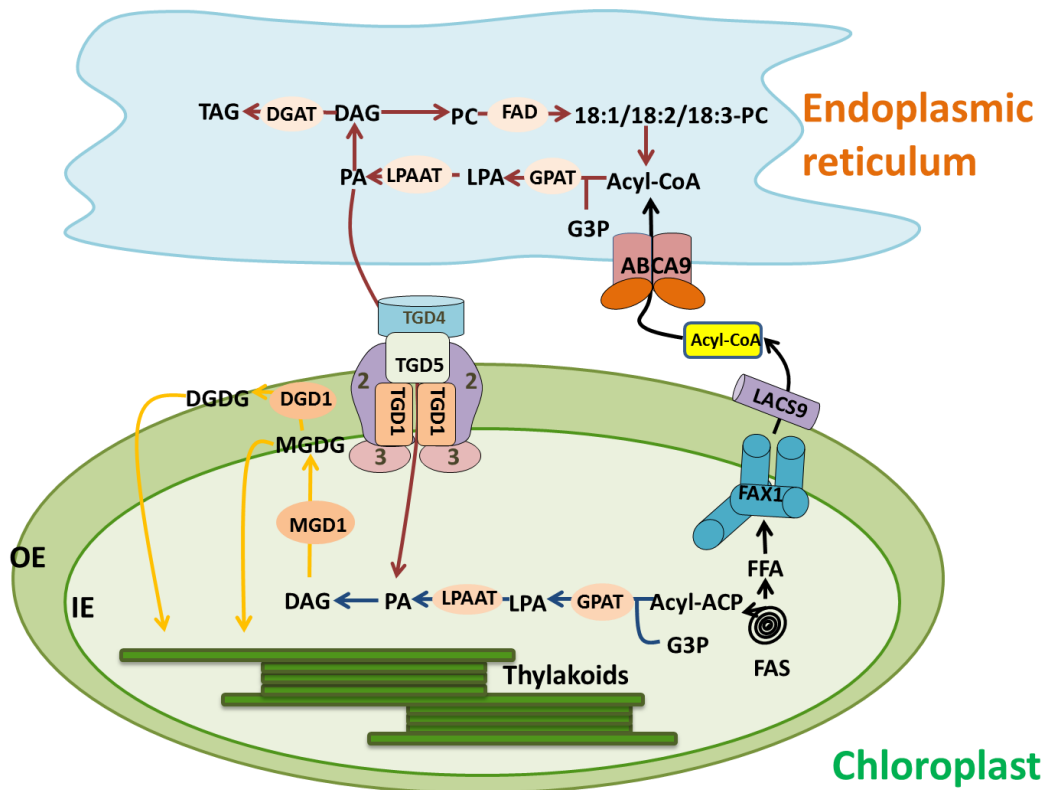 TAG DGAT DAG PC FAD 18:1/18:2/18:3-PC
Endoplasmic
reticulum
PA LPAAT LPA GPAT Acyl-CoA
G3P
ABCA9
TGD4
Acyl-CoA
TGD5
2 2
TGD1 TGD1
3 3
LACS9
DGDG DGD1
MGDG
FAX1
MGD1
OE
FFA
IE
DAG PA LPAAT LPA GPAT Acyl-ACP
G3P
FAS
Thylakoids
Chloroplast